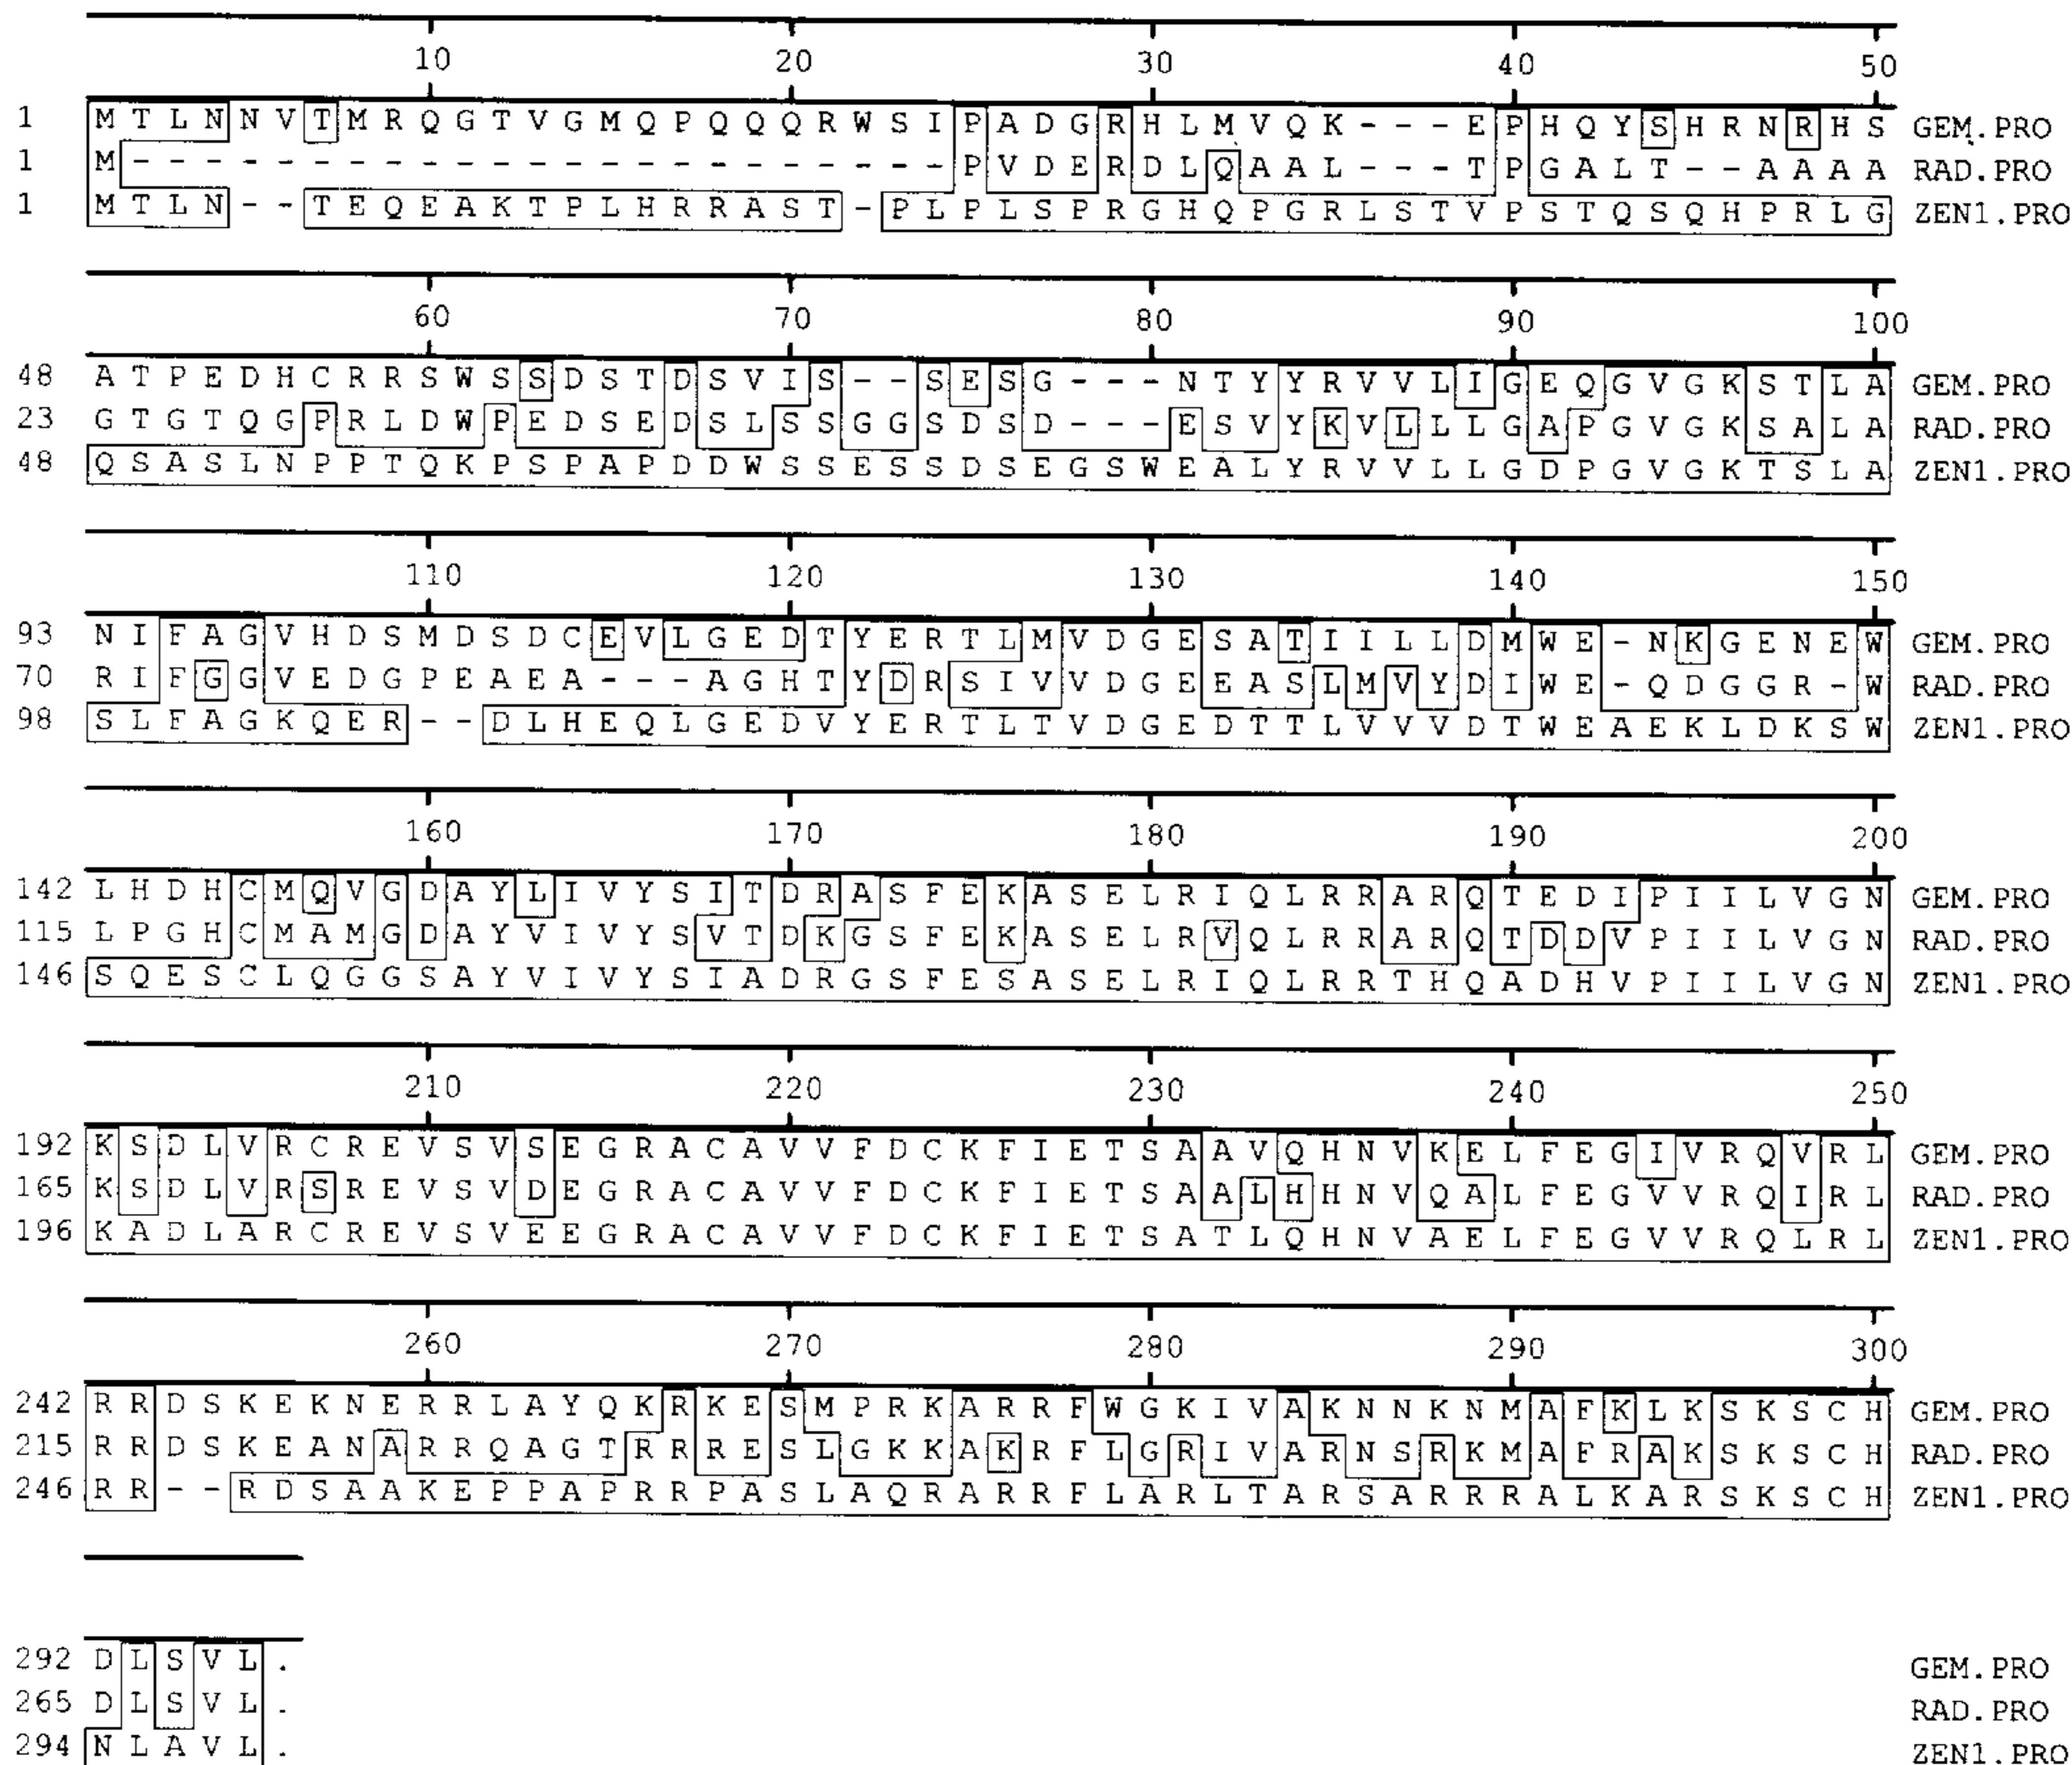 10 20 30 40 50
1 M T L N N V T M R Q G T V G M Q P Q Q Q R W S I P A D G R H L M V Q K - - - E P H Q Y S H R N R H S GEM.PRO
1 M - - - - - - - - - - - - - - - - - - - - - - - P V D E R D L Q A A L - - - T P G A L T - - A A A A RAD.PRO
1 M T L N - - T E Q E A K T P L H R R A S T - P L P L S P R G H Q P G R L S T V P S T Q S Q H P R L G ZEN1.PRO
60 70 80 90 100
48 A T P E D H C R R S W S S D S T D S V I S - - S E S G - - - N T Y Y R V V L I G E Q G V G K S T L A GEM.PRO
23 G T G T Q G P R L D W P E D S E D S L S S G G S D S D - - - E S V Y K V L L L G A P G V G K S A L A RAD.PRO
48 Q S A S L N P P T Q K P S P A P D D W S S E S S D S E G S W E A L Y R V V L L G D P G V G K T S L A ZEN1.PRO
110 120 130 140 150
93 N I F A G V H D S M D S D C E V L G E D T Y E R T L M V D G E S A T I I L L D M W E - N K G E N E W GEM.PRO
70 R I F G G V E D G P E A E A - - - A G H T Y D R S I V V D G E E A S L M V Y D I W E - Q D G G R - W RAD.PRO
98 S L F A G K Q E R - - D L H E Q L G E D V Y E R T L T V D G E D T T L V V V D T W E A E K L D K S W ZEN1.PRO
160 170 180 190 200
142 L H D H C M Q V G D A Y L I V Y S I T D R A S F E K A S E L R I Q L R R A R Q T E D I P I I L V G N GEM.PRO
115 L P G H C M A M G D A Y V I V Y S V T D K G S F E K A S E L R V Q L R R A R Q T D D V P I I L V G N RAD.PRO
146 S Q E S C L Q G G S A Y V I V Y S I A D R G S F E S A S E L R I Q L R R T H Q A D H V P I I L V G N ZEN1.PRO
210 220 230 240 250
192 K S D L V R C R E V S V S E G R A C A V V F D C K F I E T S A A V Q H N V K E L F E G I V R Q V R L GEM.PRO
165 K S D L V R S R E V S V D E G R A C A V V F D C K F I E T S A A L H H N V Q A L F E G V V R Q I R L RAD.PRO
196 K A D L A R C R E V S V E E G R A C A V V F D C K F I E T S A T L Q H N V A E L F E G V V R Q L R L ZEN1.PRO
260 270 280 290 300
242 R R D S K E K N E R R L A Y Q K R K E S M P R K A R R F W G K I V A K N N K N M A F K L K S K S C H GEM.PRO
215 R R D S K E A N A R R Q A G T R R R E S L G K K A K R F L G R I V A R N S R K M A F R A K S K S C H RAD.PRO
246 R R - - R D S A A K E P P A P R R P A S L A Q R A R R F L A R L T A R S A R R R A L K A R S K S C H ZEN1.PRO
292 D L S V L . GEM.PRO
265 D L S V L . RAD.PRO
294 N L A V L . ZEN1.PRO